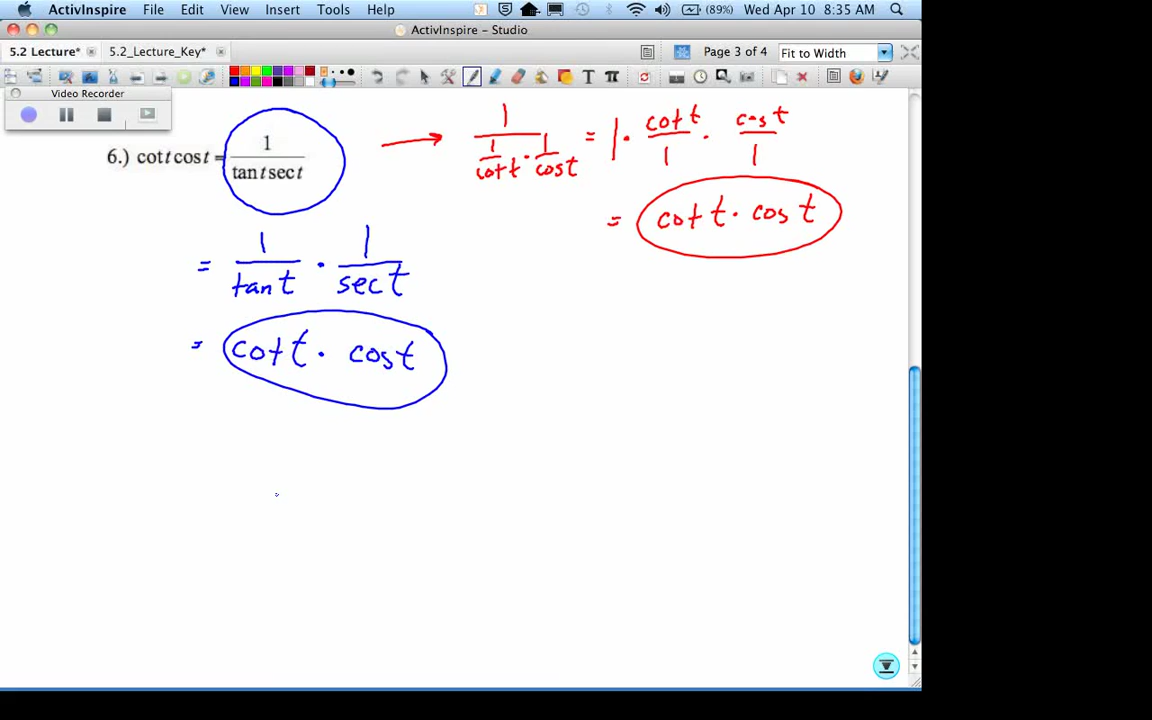 ActivInspire File Edit View Insert Tools Help (89%) Wed Apr 10 8:35 AM
ActivInspire – Studio
5.2 Lecture* 5.2_Lecture_Key* Page 3 of 4 Fit to Width
Video Recorder
6.) cot t cos t = 1 / (tan t sec t)
→ 1 / (1/cot t · 1/cos t) = 1 · cot t / 1 · cos t / 1
= cot t · cos t
= 1 / tan t · 1 / sec t
= cot t · cos t